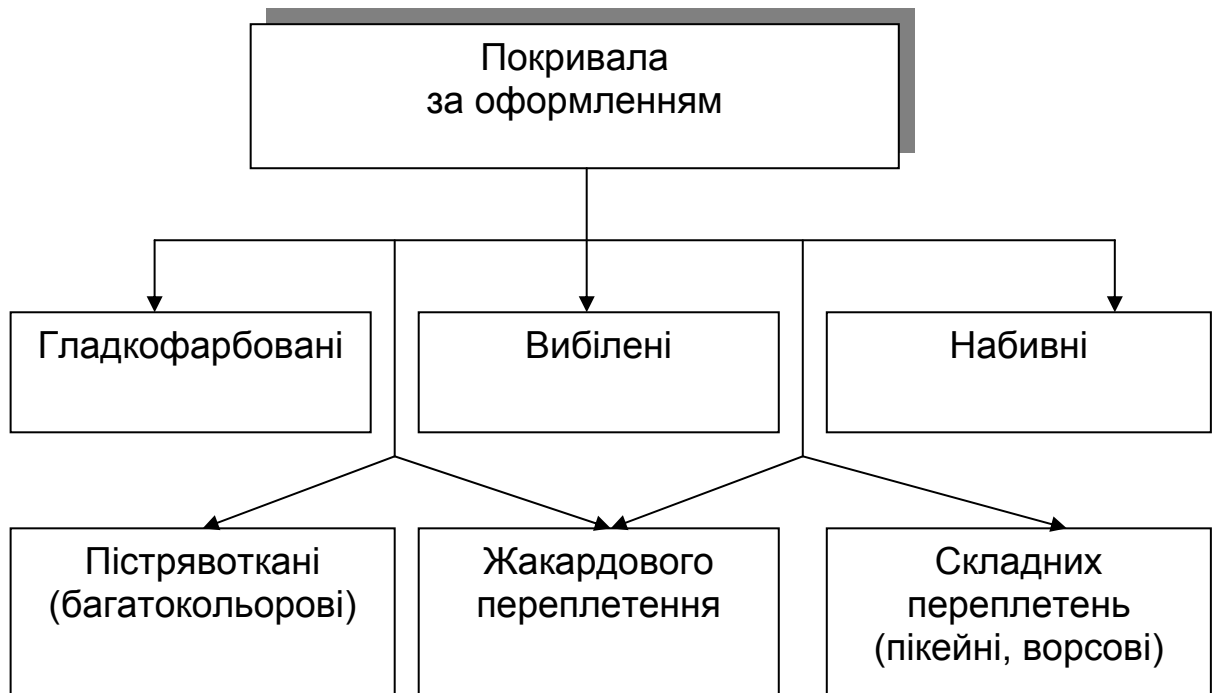 Покривала
за оформленням
Гладкофарбовані
Вибілені
Набивні
Пістрявоткані
(багатокольорові)
Жакардового
переплетення
Складних
переплетень
(пікейні, ворсові)